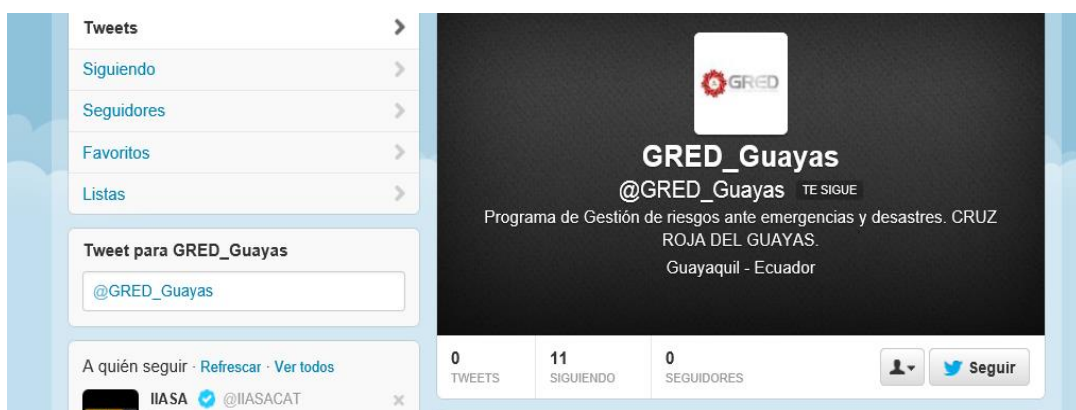 Tweets
Siguiendo
Seguidores
Favoritos
Listas
Tweet para GRED_Guayas
@GRED_Guayas
A quién seguir · Refrescar · Ver todos
IIASA @IIASACAT
GRED
GRED_Guayas
@GRED_Guayas TE SIGUE
Programa de Gestión de riesgos ante emergencias y desastres. CRUZ
ROJA DEL GUAYAS.
Guayaquil - Ecuador
0 11 0
TWEETS SIGUIENDO SEGUIDORES
Seguir